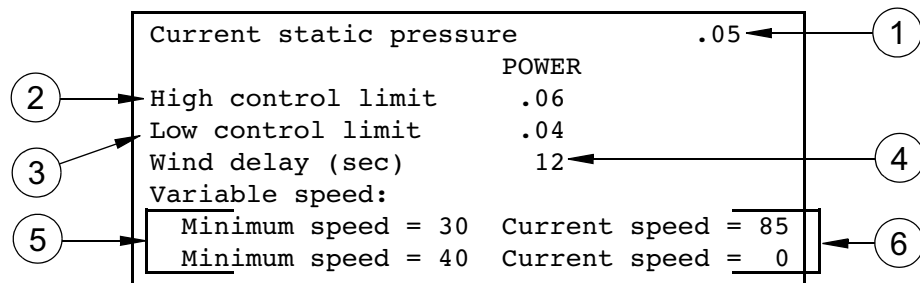 Current static pressure .05 1
POWER
2 High control limit .06
3 Low control limit .04
Wind delay (sec) 12 4
Variable speed:
5 Minimum speed = 30 Current speed = 85 6
Minimum speed = 40 Current speed = 0